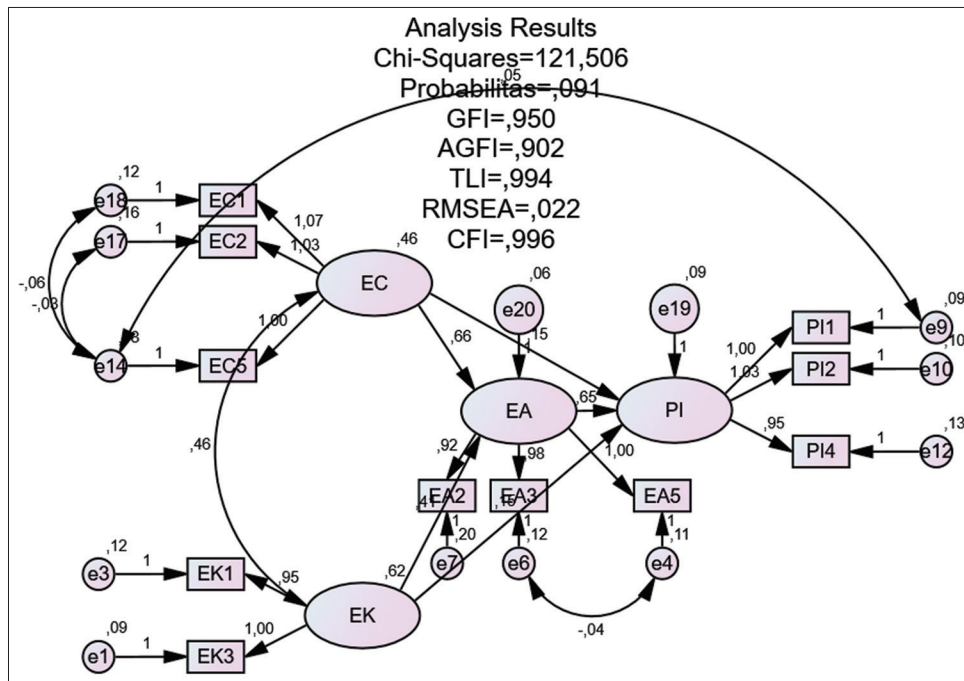 Analysis Results
Chi-Squares=121,506
,05
Probabilitas=,091
GFI=,950
AGFI=,902
TLI=,994
RMSEA=,022
CFI=,996
,12
e18 1 EC1
,16
e17 1 EC2
1,07
1,03
,46
EC
-,06
-,03
e14 1 EC5
1,00
,06
e20
1
,09
e19
1
,15
,66
EA
,65
PI
1,00
1,03
,95
PI1 1 e9 ,09
PI2 1 e10 ,10
PI4 1 e12 ,13
,46
,92
,98
1,00
EA2 EA3 EA5
,41
,15
1 ,20
1 ,12
1 ,11
e7 e6 e4
-,04
,12
e3 1 EK1
,95
,62
EK
,09
e1 1 EK3
1,00